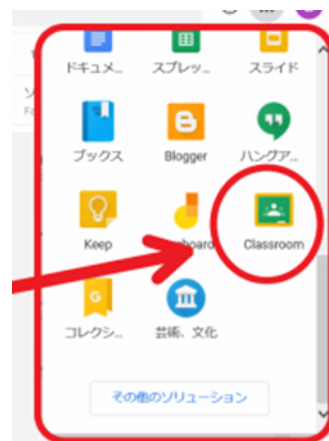 ドキュメ... スプレッ... スライド
ブックス Blogger ハングア...
Keep board Classroom
コレクシ... 芸術、文化
その他のソリューション